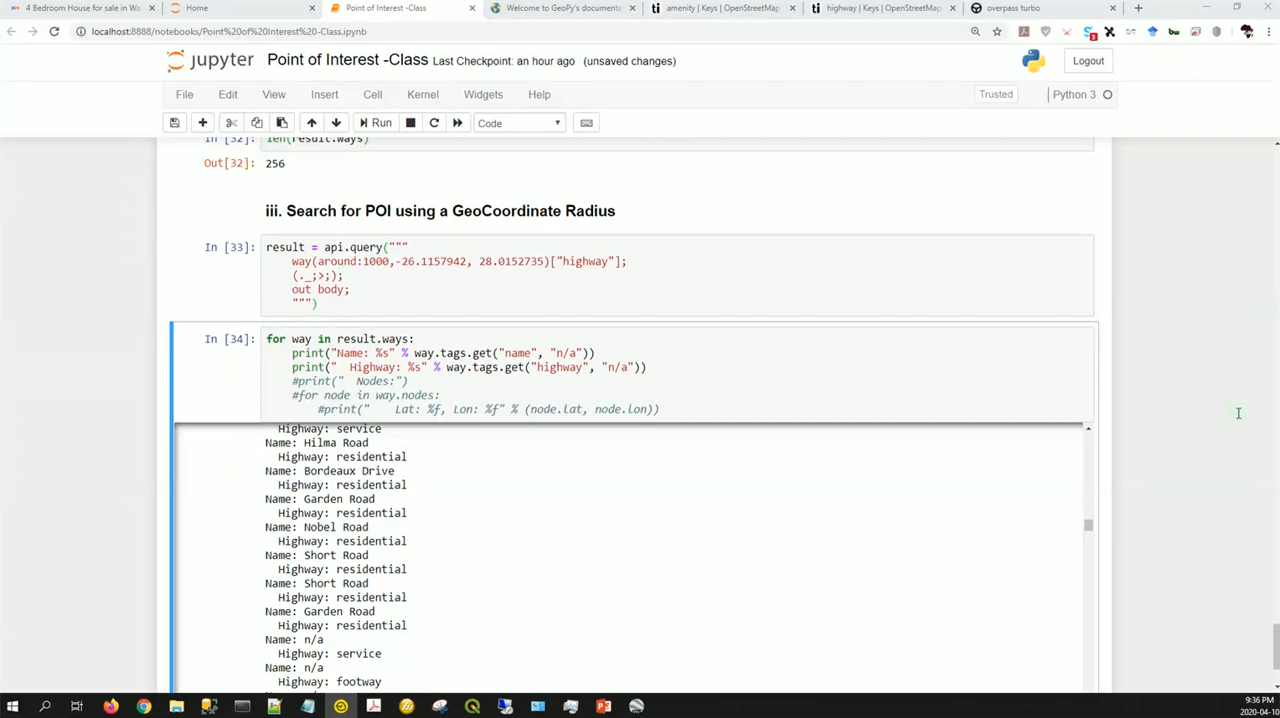 4 Bedroom House for sale in Wa
Home
Point of Interest -Class
Welcome to GeoPy's documentat
amenity | Keys | OpenStreetMap
highway | Keys | OpenStreetMap
overpass turbo
localhost:8888/notebooks/Point%20of%20Interest%20-Class.ipynb
jupyter Point of Interest -Class Last Checkpoint: an hour ago (unsaved changes)
Logout
File Edit View Insert Cell Kernel Widgets Help
Trusted Python 3
Run Code
In [32]: len(result.ways)
Out[32]: 256
iii. Search for POI using a GeoCoordinate Radius
In [33]: result = api.query("""
way(around:1000,-26.1157942, 28.0152735)["highway"];
(._;>;);
out body;
""")
In [34]: for way in result.ways:
print("Name: %s" % way.tags.get("name", "n/a"))
print("  Highway: %s" % way.tags.get("highway", "n/a"))
#print("  Nodes:")
#for node in way.nodes:
#print("    Lat: %f, Lon: %f" % (node.lat, node.lon))
Highway: service
Name: Hilma Road
Highway: residential
Name: Bordeaux Drive
Highway: residential
Name: Garden Road
Highway: residential
Name: Nobel Road
Highway: residential
Name: Short Road
Highway: residential
Name: Short Road
Highway: residential
Name: Garden Road
Highway: residential
Name: n/a
Highway: service
Name: n/a
Highway: footway
9:36 PM
2020-04-10